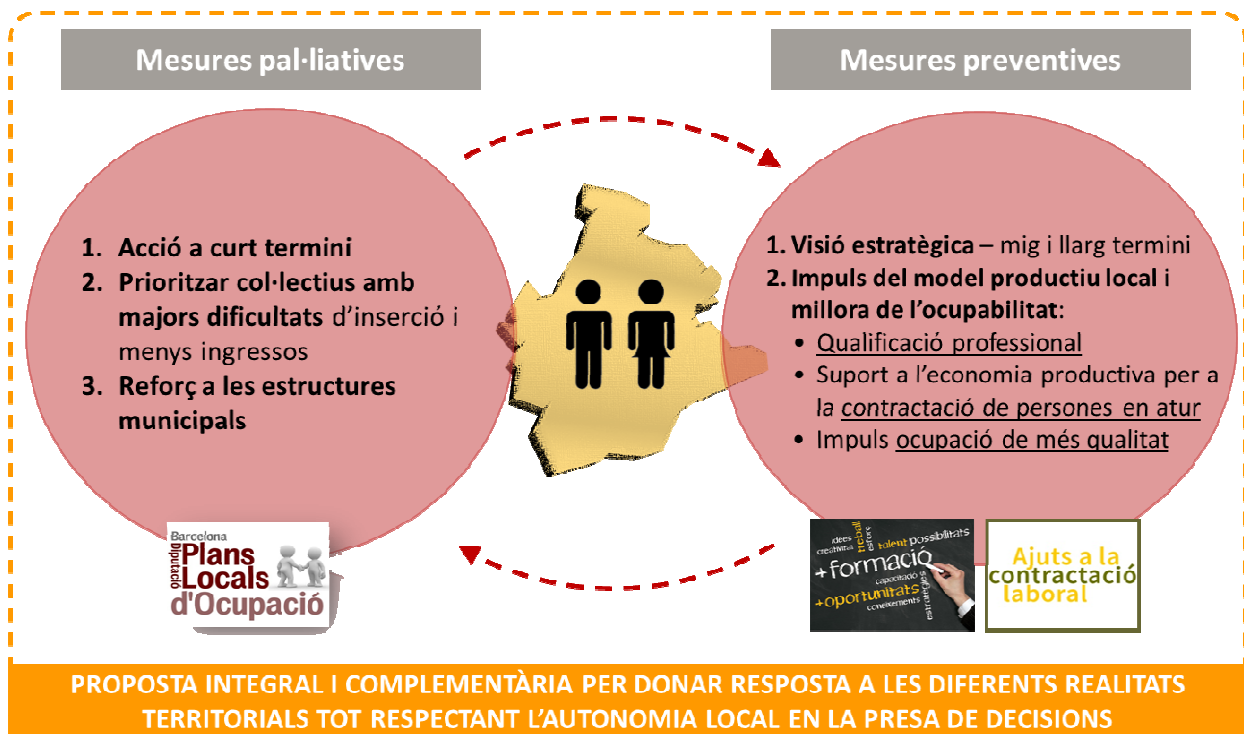 Mesures pal·liatives
Mesures preventives
1. Acció a curt termini
2. Prioritzar col·lectius amb
majors dificultats d'inserció i
menys ingressos
3. Reforç a les estructures
municipals
1. Visió estratègica – mig i llarg termini
2. Impuls del model productiu local i
millora de l'ocupabilitat:
• Qualificació professional
• Suport a l'economia productiva per a
la contractació de persones en atur
• Impuls ocupació de més qualitat
Barcelona
Diputació
Plans
Locals
d'Ocupació
idees
creativitat
treball
esforç
talent
possibilitats
+formació
capacitació
+oportunitats
coneixements
estratègies
Ajuts a la
contractació
laboral
PROPOSTA INTEGRAL I COMPLEMENTÀRIA PER DONAR RESPOSTA A LES DIFERENTS REALITATS
TERRITORIALS TOT RESPECTANT L'AUTONOMIA LOCAL EN LA PRESA DE DECISIONS